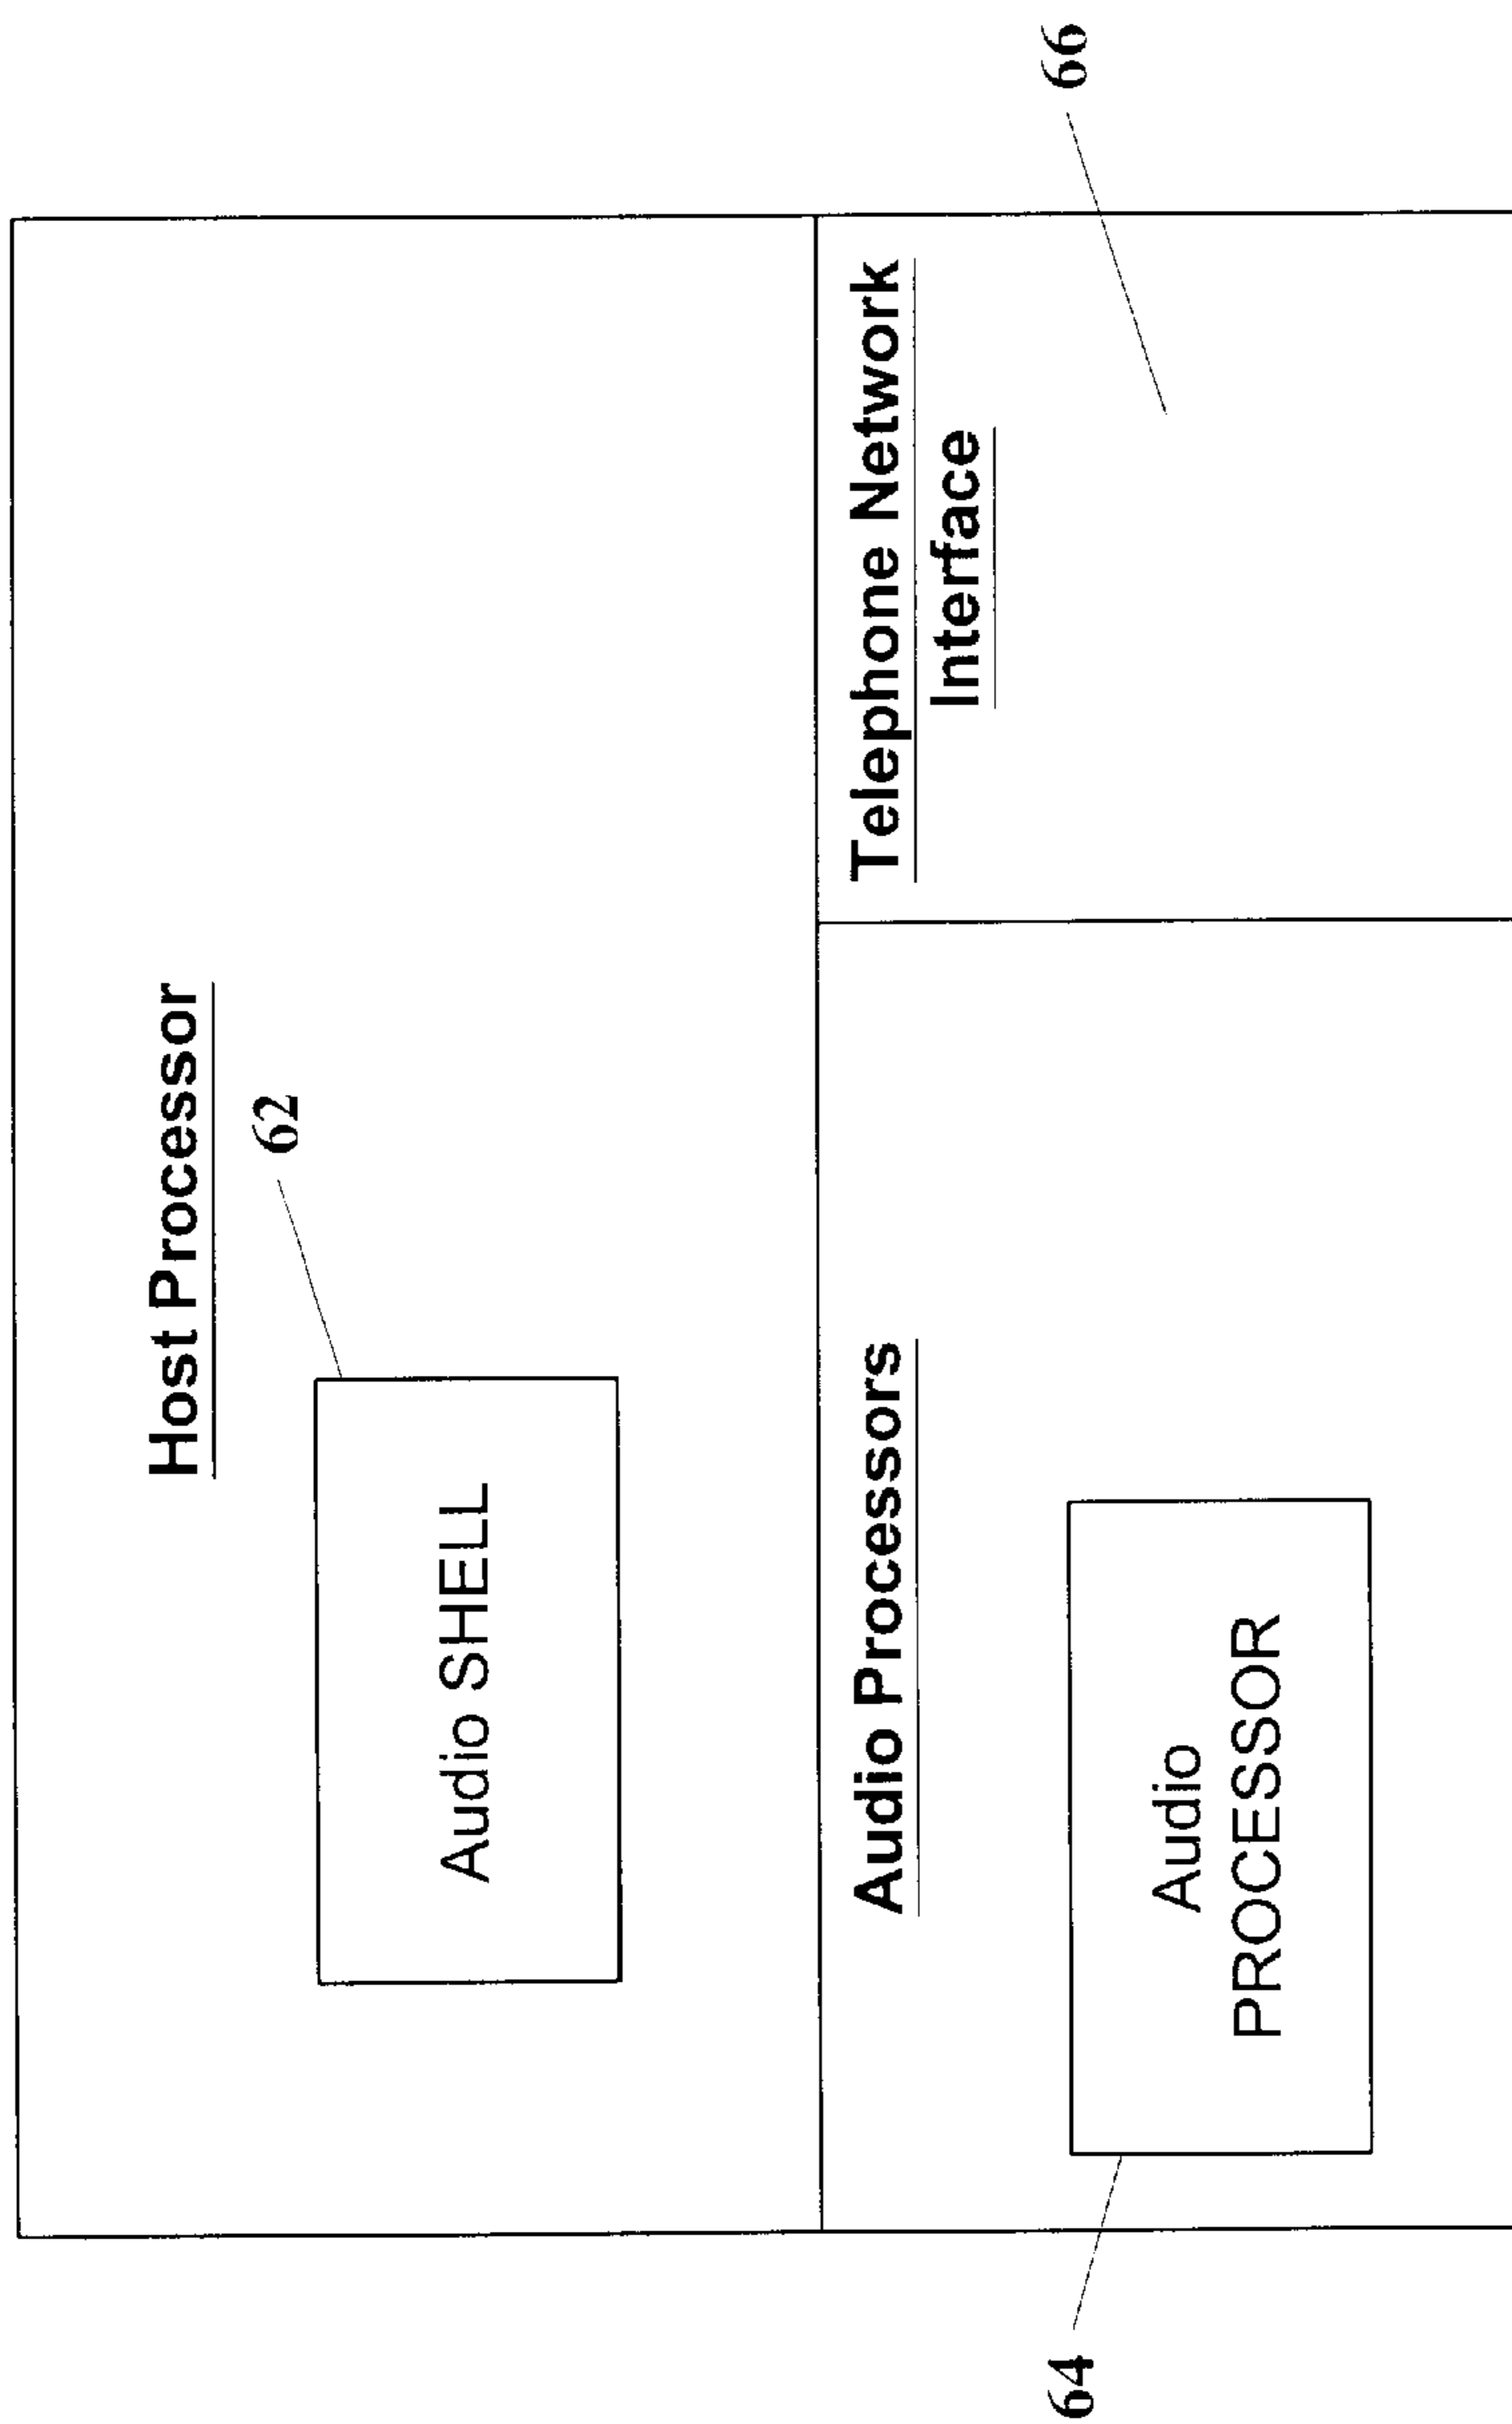 Host Processor
62
Audio SHELL
Audio Processors
Telephone Network
Interface
66
Audio
PROCESSOR
64